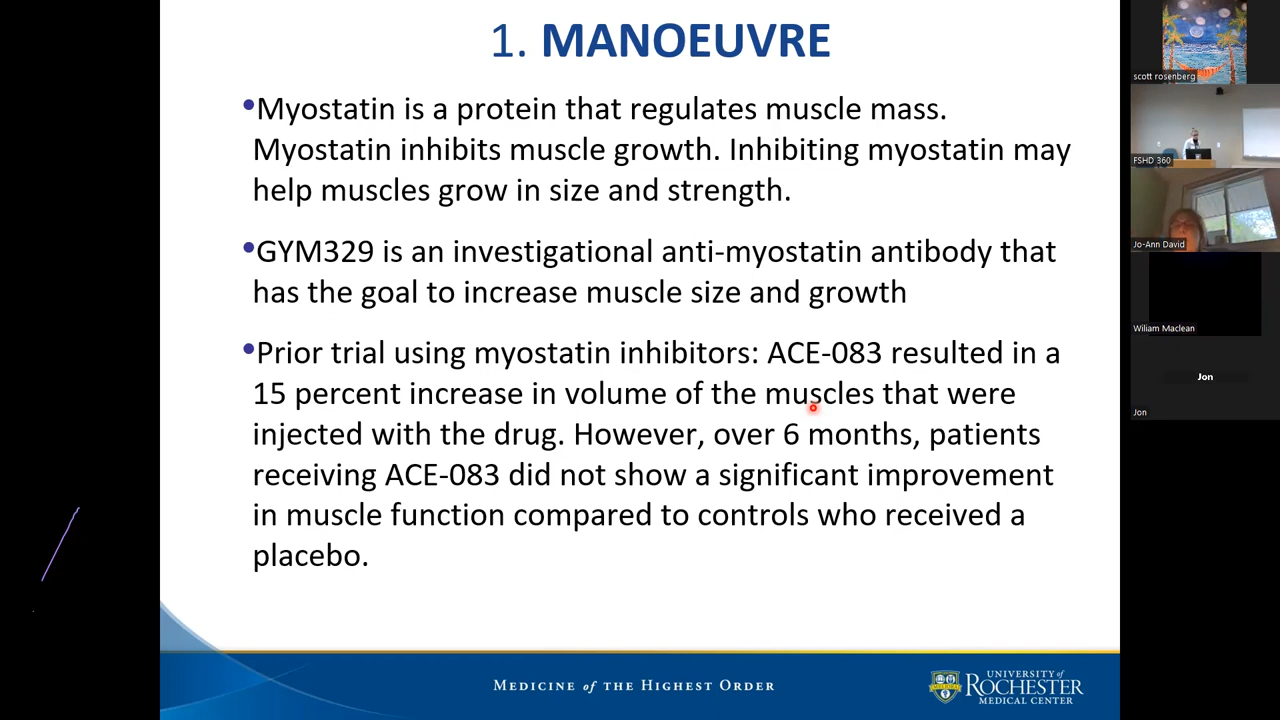 1. MANOEUVRE
•Myostatin is a protein that regulates muscle mass.
Myostatin inhibits muscle growth. Inhibiting myostatin may
help muscles grow in size and strength.
•GYM329 is an investigational anti-myostatin antibody that
has the goal to increase muscle size and growth
•Prior trial using myostatin inhibitors: ACE-083 resulted in a
15 percent increase in volume of the muscles that were
injected with the drug. However, over 6 months, patients
receiving ACE-083 did not show a significant improvement
in muscle function compared to controls who received a
placebo.
MEDICINE of THE HIGHEST ORDER
UNIVERSITY of
ROCHESTER
MEDICAL CENTER
scott rosenberg
FSHD 360
Jo-Ann David
Wiliam Maclean
Jon
Jon